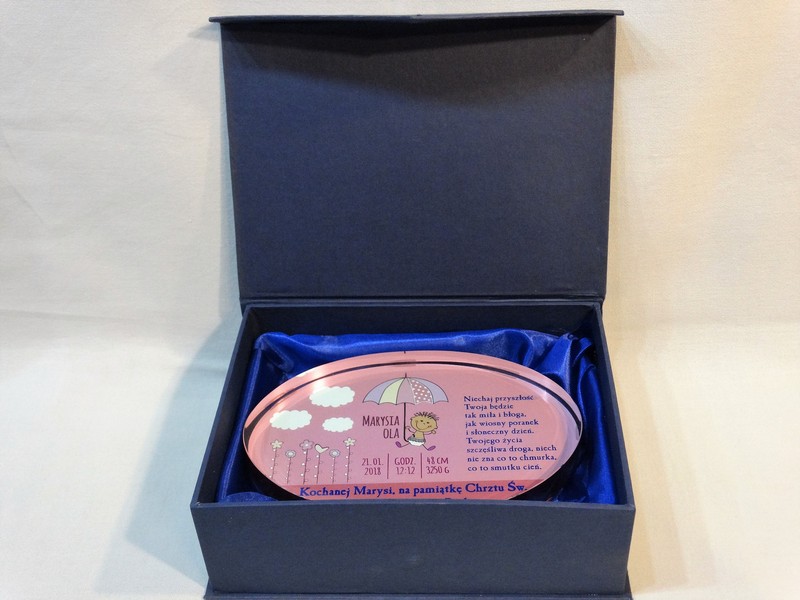 MARYSIA
OLA
21. 01.
2018
GODZ.
12:12
48 CM
3250 G
Niechaj przyszłość
Twoja będzie
tak miła i błoga,
jak wiosny poranek
i słoneczny dzień.
Twojego życia
szczęśliwa droga, niech
nie zna co to chmurka,
co to smutku cień.
Kochanej Marysi, na pamiątkę Chrztu Św.